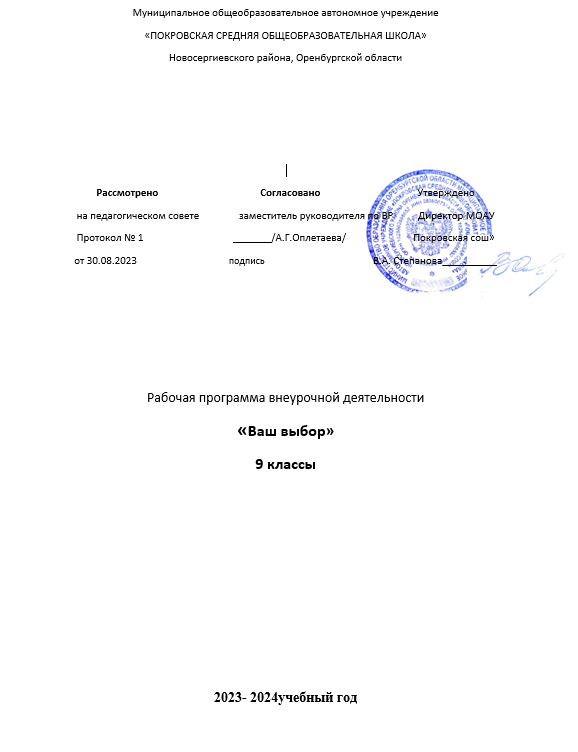 Муниципальное общеобразовательное автономное учреждение
«ПОКРОВСКАЯ СРЕДНЯЯ ОБЩЕОБРАЗОВАТЕЛЬНАЯ ШКОЛА»
Новосергиевского района, Оренбургской области
Рассмотрено Согласовано Утверждено
на педагогическом совете заместитель руководителя по ВР Директор МОАУ
Протокол № 1 ________/А.Г.Оплетаева/ Покровская сош»
от 30.08.2023 подпись В.А. Степанова___________
Рабочая программа внеурочной деятельности
«Ваш выбор»
9 классы
2023- 2024учебный год